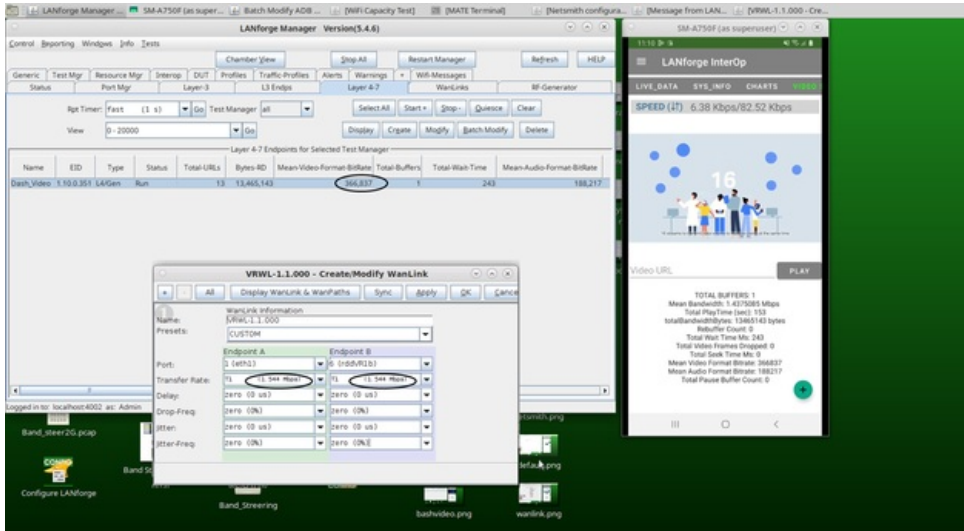 LANforge Manager ... SM-A750F (as super... Batch Modify ADB ... [WiFi Capacity Test] [MATE Terminal] [Netsmith configura... [Message from LAN... [VRWL-1.1.000 - Cre...
LANforge Manager Version(5.4.6)
Control Reporting Windows Info Tests
Chamber View Stop All Restart Manager Refresh HELP
Generic Test Mgr Resource Mgr Interop DUT Profiles Traffic-Profiles Alerts Warnings + Wifi-Messages
Status Port Mgr Layer-3 L3 Endps Layer 4-7 WanLinks RF-Generator
Rpt Timer: fast (1 s) Go Test Manager all Select All Start Stop Quiesce Clear
View 0 - 20000 Go Display Create Modify Batch Modify Delete
Layer 4-7 Endpoints for Selected Test Manager
Name EID Type Status Total-URLs Bytes-RD Mean-Video-Format-BitRate Total-Buffers Total-Wait-Time Mean-Audio-Format-BitRate
Dash_Video 1.10.0.351 L4/Gen Run 13 13,465,143 366,837 1 243 188,217
VRWL-1.1.000 - Create/Modify WanLink
+ - All Display WanLink & WanPaths Sync Apply OK Cance
WanLink Information
Name: VRWL-1.1.000
Presets: CUSTOM
Endpoint A Endpoint B
Port: 1 (eth1) 6 (rddVR1b)
Transfer Rate: T1 (1.544 Mbps) T1 (1.544 Mbps)
Delay: zero (0 us) zero (0 us)
Drop-Freq: zero (0%) zero (0%)
Jitter: zero (0 us) zero (0 us)
Jitter-Freq: zero (0%) zero (0%)
Logged in to: localhost:4002 as: Admin
Band_steer2G.pcap
CONFIG
Configure LANforge
Band_Streering
bashvideo.png
wanlink.png
etsmith.png
defaul.png
SM-A750F (as superuser)
11:10
LANforge InterOp
LIVE_DATA SYS_INFO CHARTS VIDEO
SPEED (↓↑) 6.38 Kbps/82.52 Kbps
16
Video URL PLAY
TOTAL BUFFERS: 1
Mean Bandwidth: 1.4375085 Mbps
Total PlayTime (sec): 153
totalBandwidthBytes: 13465143 bytes
Rebuffer Count: 0
Total Wait Time Ms: 243
Total Video Frames Dropped: 0
Total Seek Time Ms: 0
Mean Video Format Bitrate: 366837
Mean Audio Format Bitrate: 188217
Total Pause Buffer Count: 0